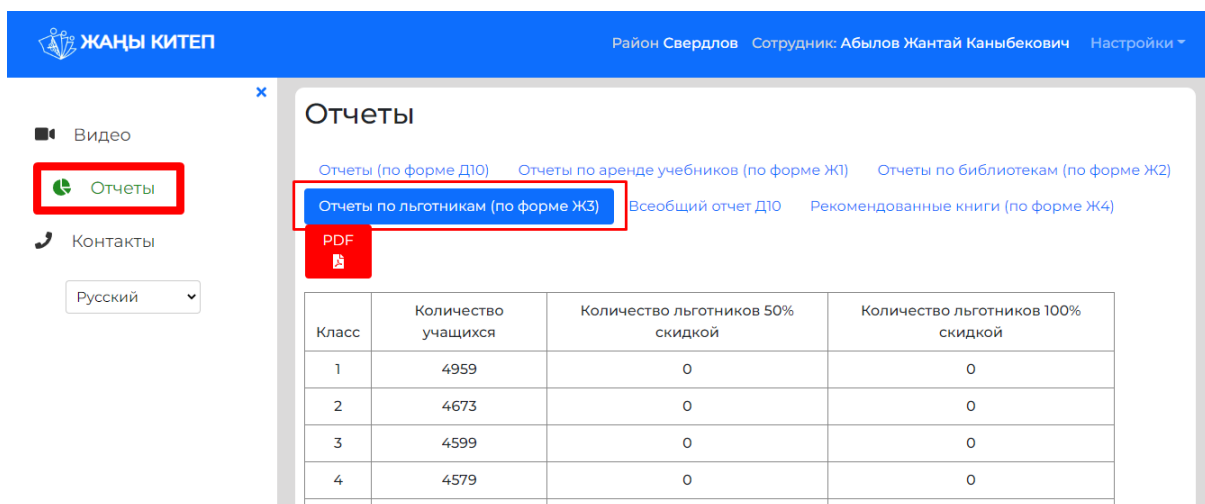 ЖАҢЫ КИТЕП
Район Свердлов Сотрудник: Абылов Жантай Каныбекович Настройки
Видео
Отчеты
Контакты
Русский
Отчеты
Отчеты (по форме Д10) Отчеты по аренде учебников (по форме Ж1) Отчеты по библиотекам (по форме Ж2)
Отчеты по льготникам (по форме Ж3) Всеобщий отчет Д10 Рекомендованные книги (по форме Ж4)
PDF
Класс Количество учащихся Количество льготников 50% скидкой Количество льготников 100% скидкой
1 4959 0 0
2 4673 0 0
3 4599 0 0
4 4579 0 0